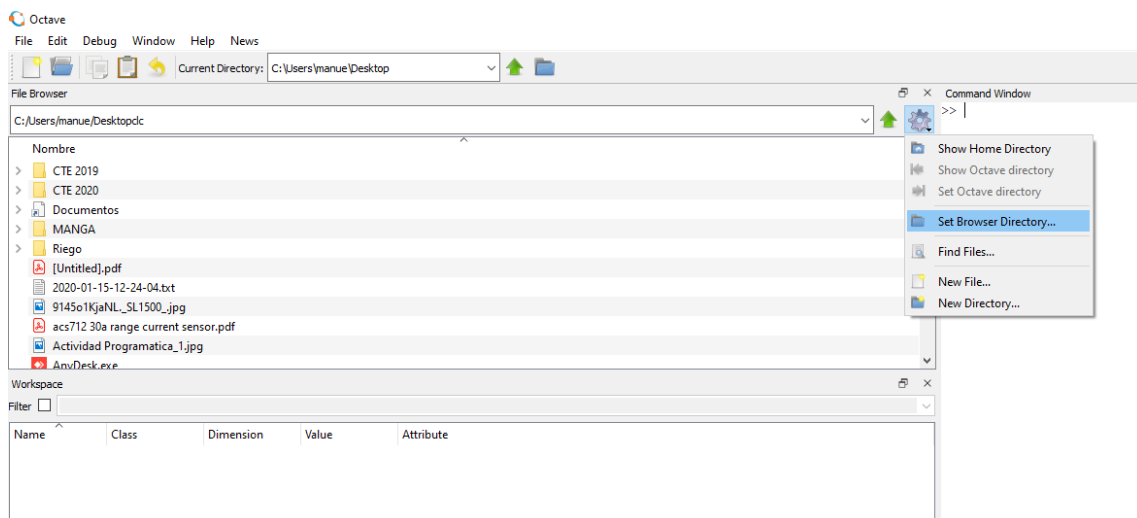 Octave
File Edit Debug Window Help News
Current Directory: C:\Users\manue\Desktop
File Browser
Command Window
C:/Users/manue/Desktopclc
>>
Nombre
CTE 2019
CTE 2020
Documentos
MANGA
Riego
[Untitled].pdf
2020-01-15-12-24-04.txt
9145o1KjaNL._SL1500_.jpg
acs712 30a range current sensor.pdf
Actividad Programatica_1.jpg
AnyDesk.exe
Show Home Directory
Show Octave directory
Set Octave directory
Set Browser Directory...
Find Files...
New File...
New Directory...
Workspace
Filter
Name Class Dimension Value Attribute